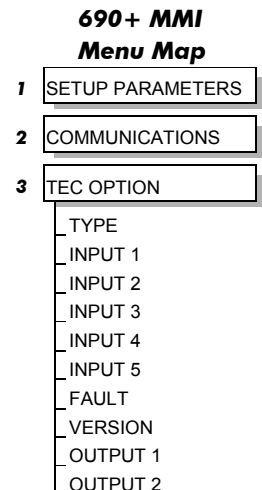 690+ MMI
Menu Map
1 SETUP PARAMETERS
2 COMMUNICATIONS
3 TEC OPTION
TYPE
INPUT 1
INPUT 2
INPUT 3
INPUT 4
INPUT 5
FAULT
VERSION
OUTPUT 1
OUTPUT 2